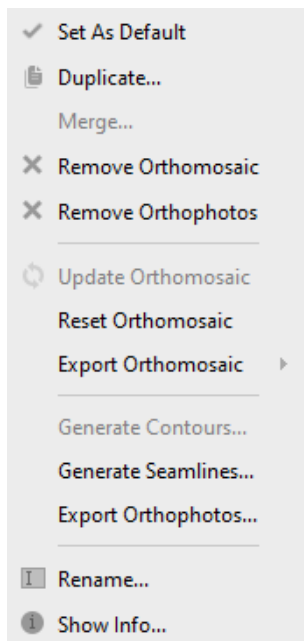 Set As Default
Duplicate...
Merge...
Remove Orthomosaic
Remove Orthophotos
Update Orthomosaic
Reset Orthomosaic
Export Orthomosaic
Generate Contours...
Generate Seamlines...
Export Orthophotos...
Rename...
Show Info...